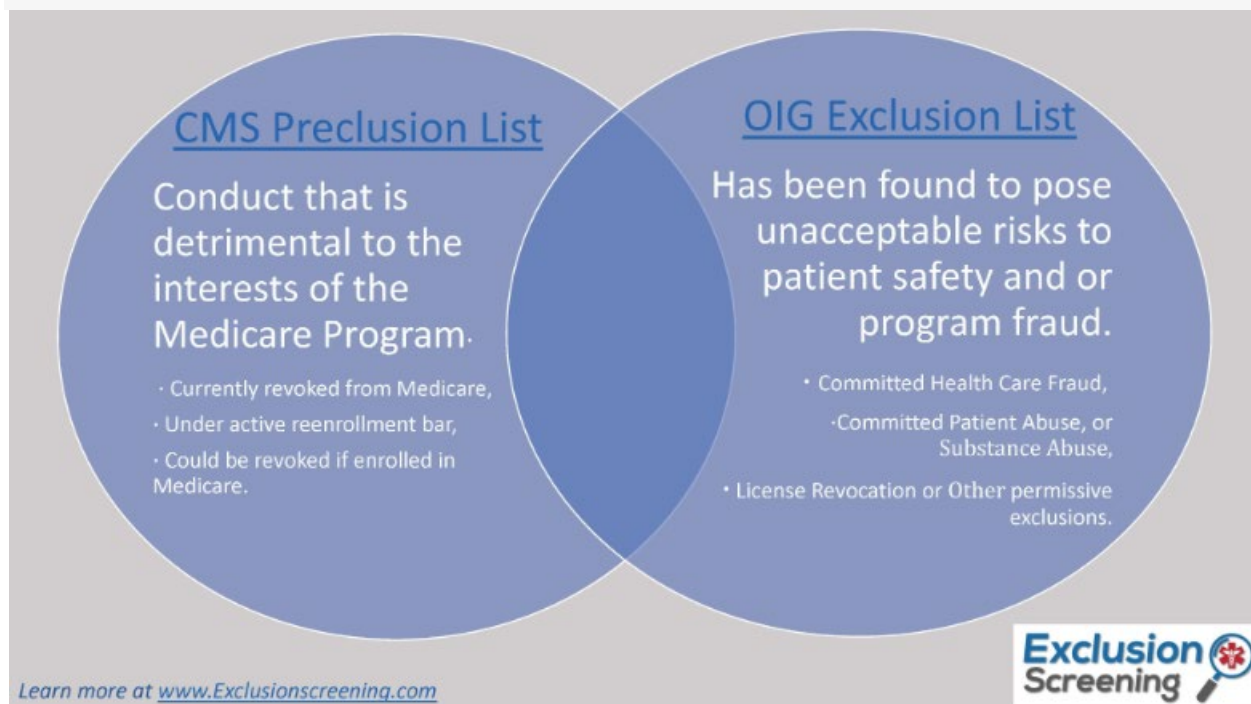 CMS Preclusion List
Conduct that is
detrimental to the
interests of the
Medicare Program.
· Currently revoked from Medicare,
· Under active reenrollment bar,
· Could be revoked if enrolled in
Medicare.
OIG Exclusion List
Has been found to pose
unacceptable risks to
patient safety and or
program fraud.
· Committed Health Care Fraud,
·Committed Patient Abuse, or
Substance Abuse,
· License Revocation or Other permissive
exclusions.
Learn more at www.Exclusionscreening.com
Exclusion
Screening